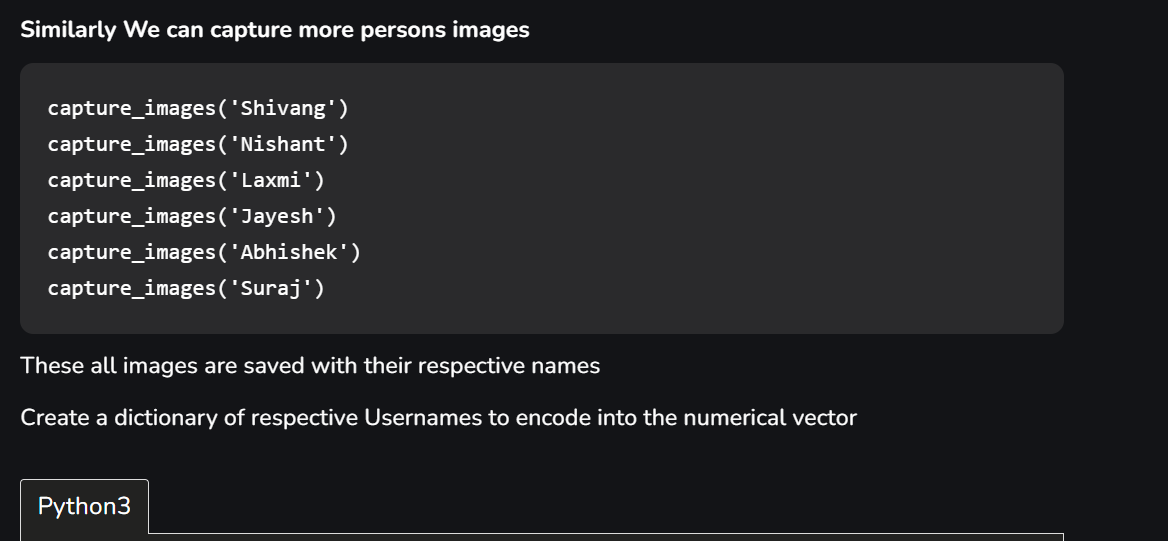 Similarly We can capture more persons images
capture_images('Shivang')
capture_images('Nishant')
capture_images('Laxmi')
capture_images('Jayesh')
capture_images('Abhishek')
capture_images('Suraj')
These all images are saved with their respective names
Create a dictionary of respective Usernames to encode into the numerical vector
Python3